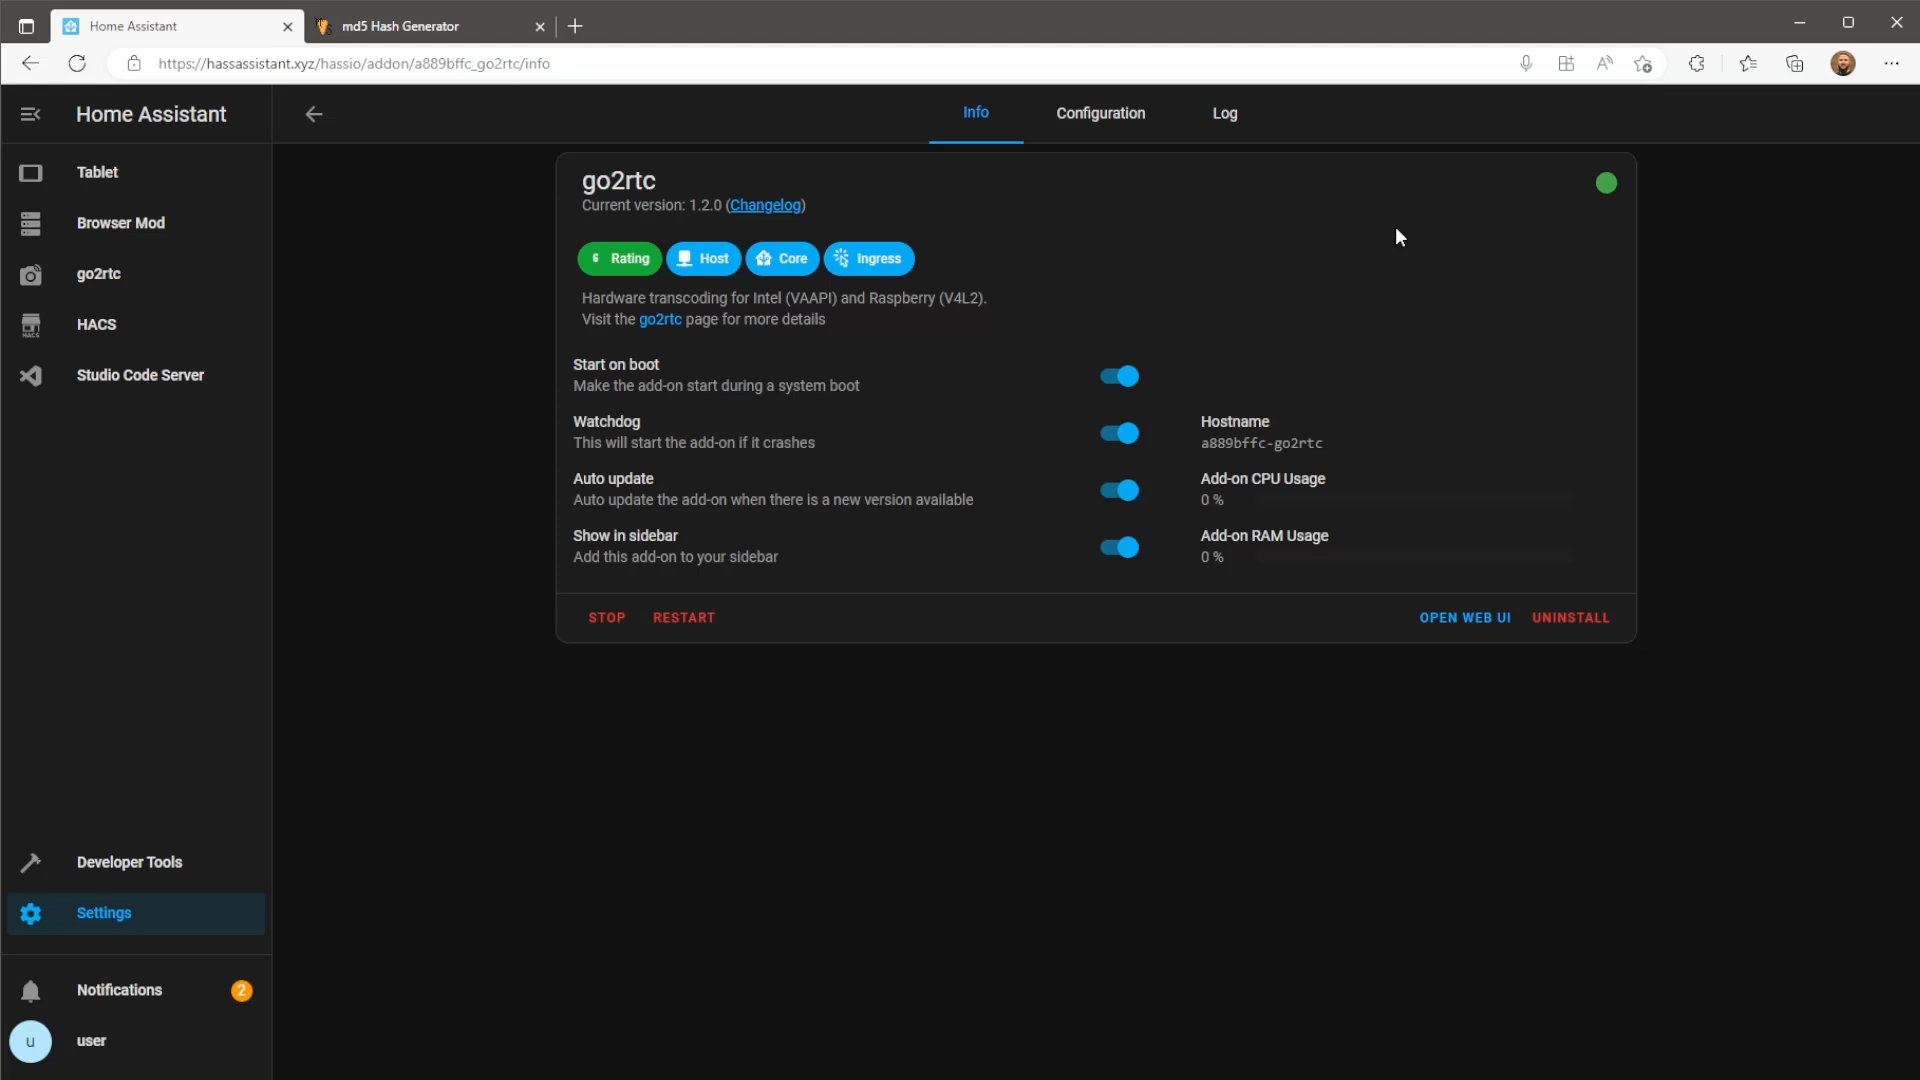 Home Assistant
md5 Hash Generator
https://hassassistant.xyz/hassio/addon/a889bffc_go2rtc/info
Home Assistant
Info
Configuration
Log
Tablet
Browser Mod
go2rtc
HACS
HACS
Studio Code Server
go2rtc
Current version: 1.2.0 (Changelog)
6 Rating
Host
Core
Ingress
Hardware transcoding for Intel (VAAPI) and Raspberry (V4L2).
Visit the go2rtc page for more details
Start on boot
Make the add-on start during a system boot
Watchdog
This will start the add-on if it crashes
Hostname
a889bffc-go2rtc
Auto update
Auto update the add-on when there is a new version available
Add-on CPU Usage
0 %
Show in sidebar
Add this add-on to your sidebar
Add-on RAM Usage
0 %
STOP
RESTART
OPEN WEB UI
UNINSTALL
Developer Tools
Settings
Notifications
2
u
user